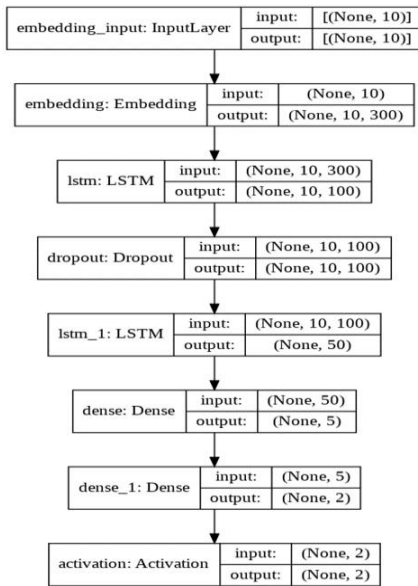 embedding_input: InputLayer
input: [(None, 10)]
output: [(None, 10)]
embedding: Embedding
input: (None, 10)
output: (None, 10, 300)
lstm: LSTM
input: (None, 10, 300)
output: (None, 10, 100)
dropout: Dropout
input: (None, 10, 100)
output: (None, 10, 100)
lstm_1: LSTM
input: (None, 10, 100)
output: (None, 50)
dense: Dense
input: (None, 50)
output: (None, 5)
dense_1: Dense
input: (None, 5)
output: (None, 2)
activation: Activation
input: (None, 2)
output: (None, 2)